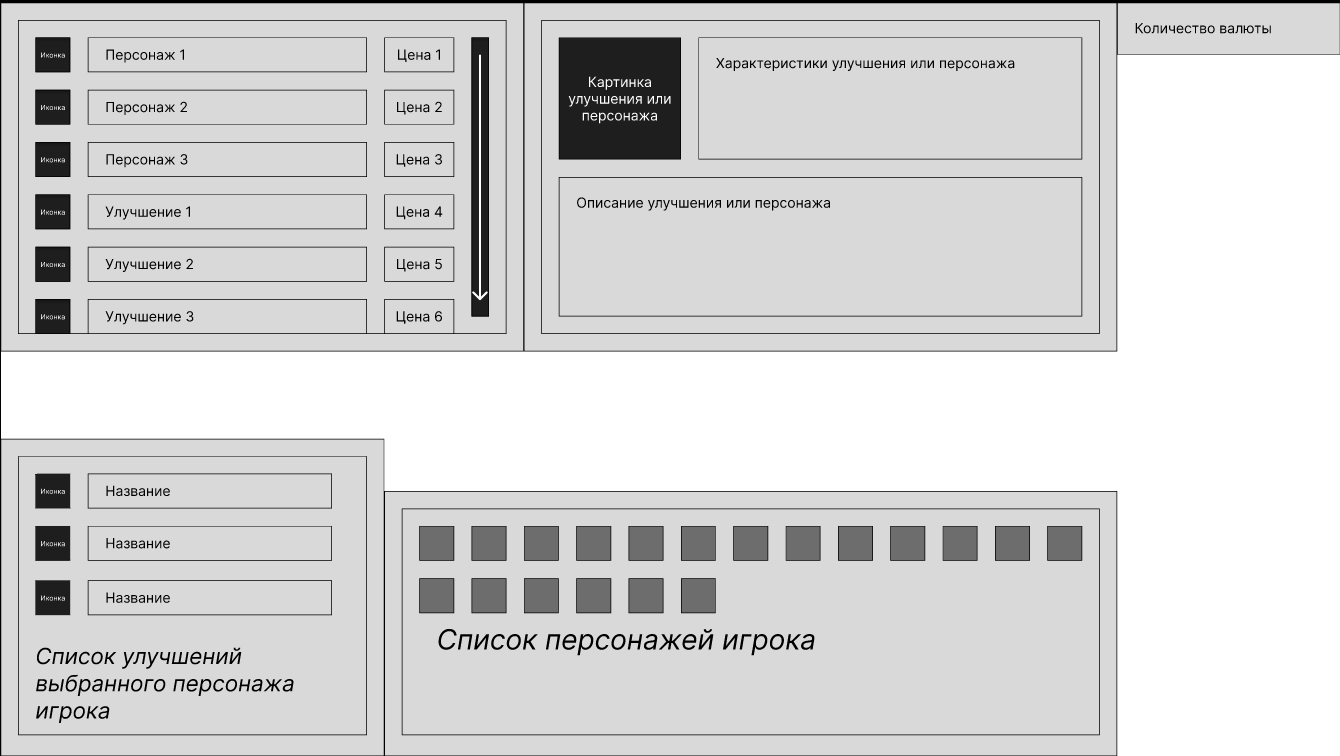 Иконка Персонаж 1 Цена 1
Иконка Персонаж 2 Цена 2
Иконка Персонаж 3 Цена 3
Иконка Улучшение 1 Цена 4
Иконка Улучшение 2 Цена 5
Иконка Улучшение 3 Цена 6
Картинка
улучшения или
персонажа
Характеристики улучшения или персонажа
Описание улучшения или персонажа
Количество валюты
Иконка Название
Иконка Название
Иконка Название
Список улучшений
выбранного персонажа
игрока
Список персонажей игрока